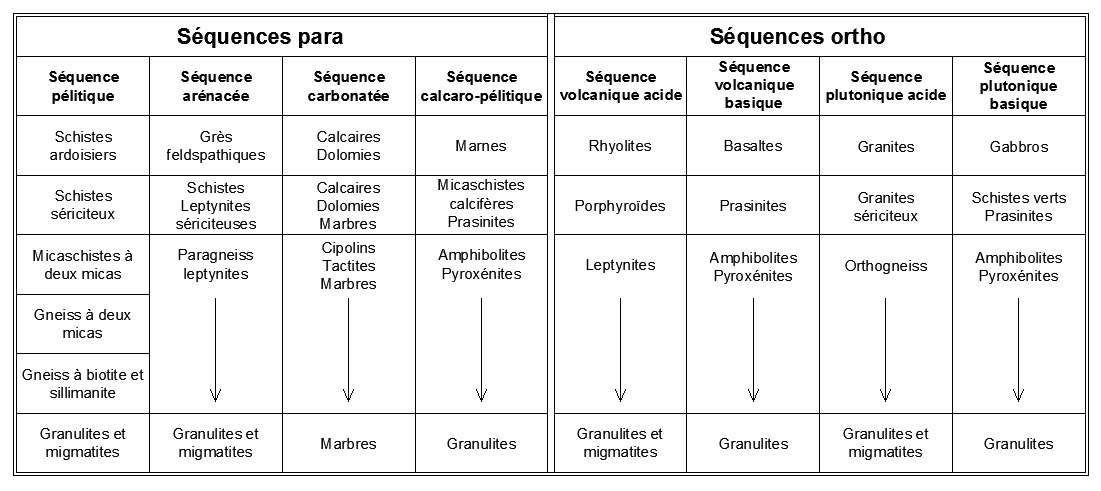 Séquences para
Séquences ortho
Séquence
pélitique
Séquence
arénacée
Séquence
carbonatée
Séquence
calcaro-pélitique
Séquence
volcanique acide
Séquence
volcanique
basique
Séquence
plutonique acide
Séquence
plutonique
basique
Schistes
ardoisiers
Grès
feldspathiques
Calcaires
Dolomies
Marnes
Rhyolites
Basaltes
Granites
Gabbros
Schistes
sériciteux
Schistes
Leptynites
sériciteuses
Calcaires
Dolomies
Marbres
Micaschistes
calcifères
Prasinites
Porphyroïdes
Prasinites
Granites
sériciteux
Schistes verts
Prasinites
Micaschistes à
deux micas
Paragneiss
leptynites
Cipolins
Tactites
Marbres
Amphibolites
Pyroxénites
Leptynites
Amphibolites
Pyroxénites
Orthogneiss
Amphibolites
Pyroxénites
Gneiss à deux
micas
Gneiss à biotite et
sillimanite
Granulites et
migmatites
Granulites et
migmatites
Marbres
Granulites
Granulites et
migmatites
Granulites
Granulites et
migmatites
Granulites